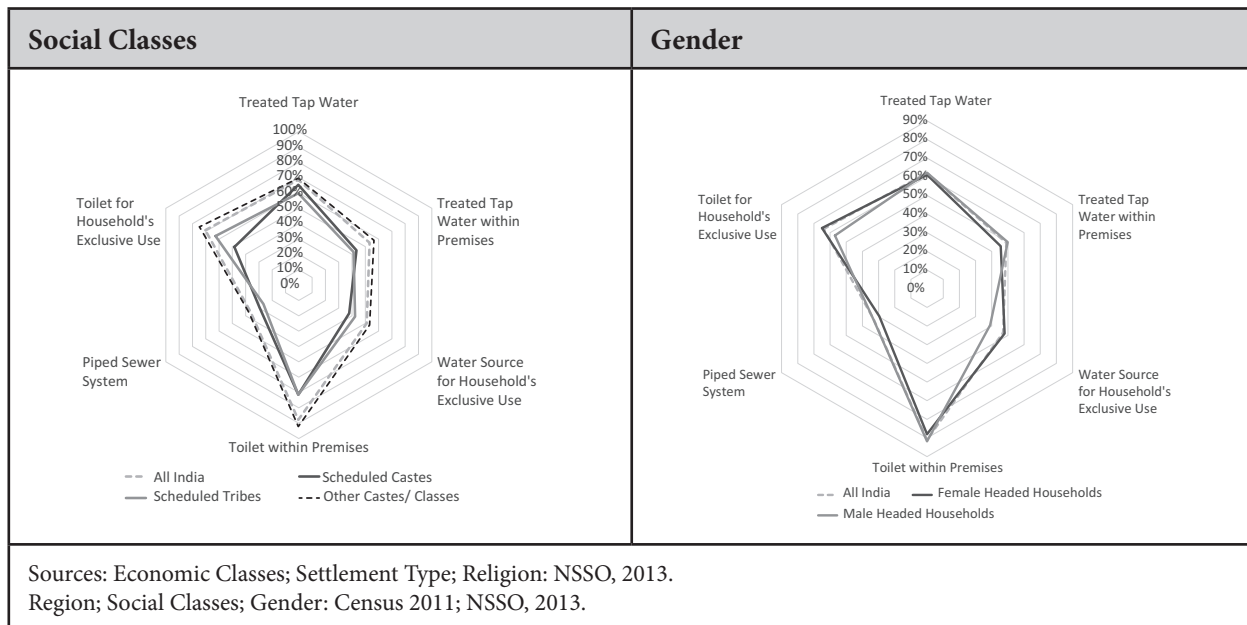 Social Classes
Treated Tap Water
100%
90%
80%
70%
60%
50%
40%
30%
20%
10%
0%
Toilet for
Household's
Exclusive Use
Treated Tap
Water within
Premises
Piped Sewer
System
Water Source
for Household's
Exclusive Use
Toilet within Premises
All India
Scheduled Castes
Scheduled Tribes
Other Castes/ Classes
Gender
Treated Tap Water
90%
80%
70%
60%
50%
40%
30%
20%
10%
0%
Toilet for
Household's
Exclusive Use
Treated Tap
Water within
Premises
Piped Sewer
System
Water Source
for Household's
Exclusive Use
Toilet within Premises
All India
Female Headed Households
Male Headed Households
Sources: Economic Classes; Settlement Type; Religion: NSSO, 2013.
Region; Social Classes; Gender: Census 2011; NSSO, 2013.